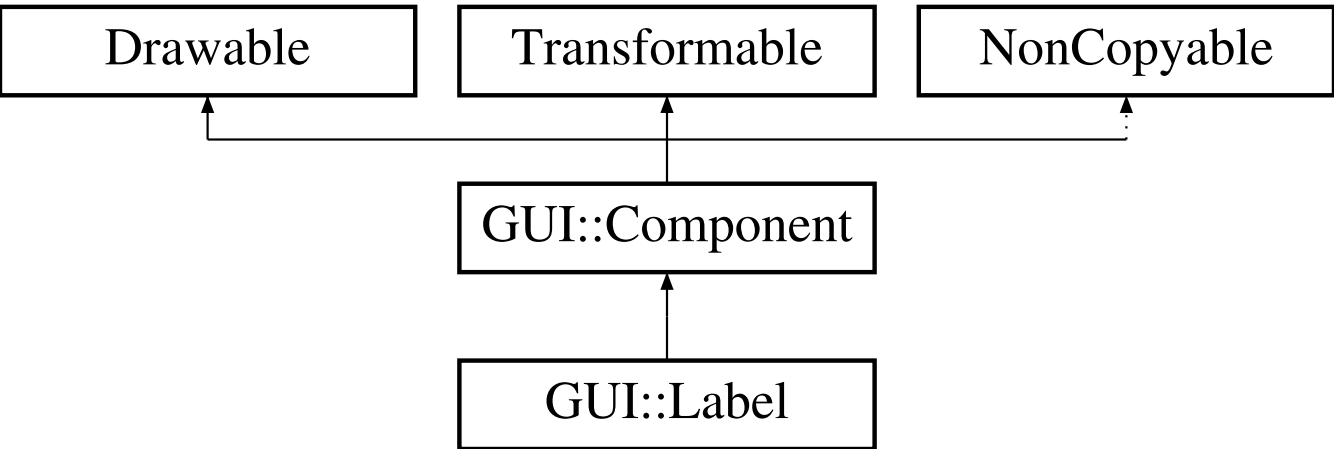 Drawable
Transformable
NonCopyable
GUI::Component
GUI::Label